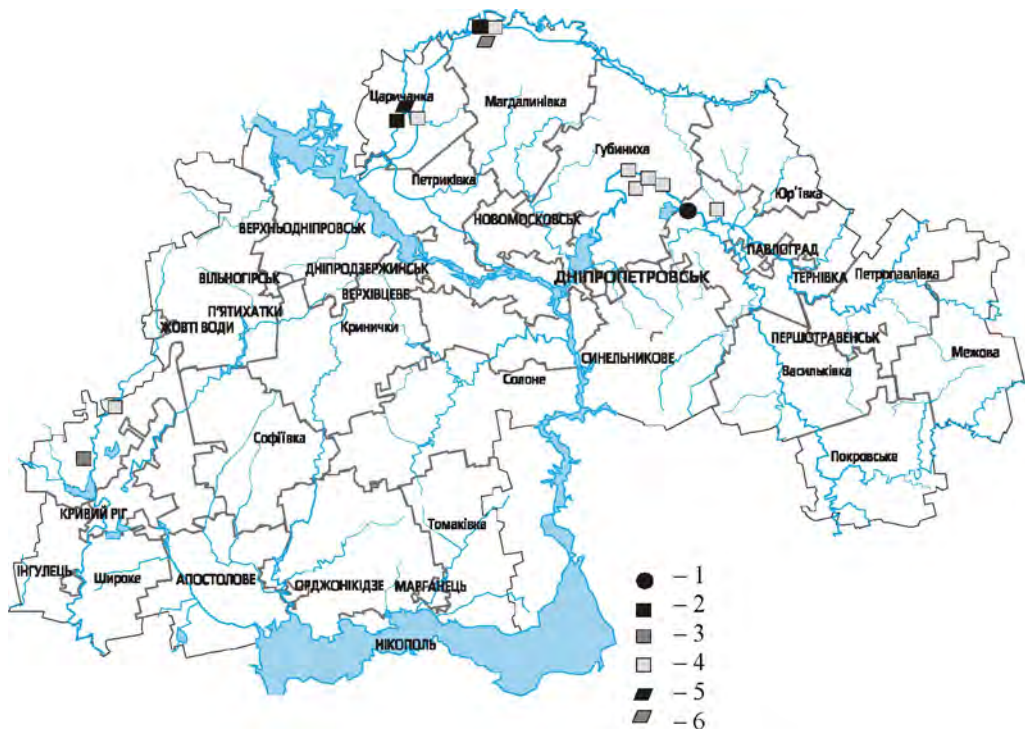 Царичанка
Магдалинівка
Губиниха
Петриківка
Юр'ївка
НОВОМОСКОВСЬК
ВЕРХНЬОДНІПРОВСЬК
ПАВЛОГРАД
ДНІПРОДЗЕРЖИНСЬК
ДНІПРОПЕТРОВСЬК
ТЕРНІВКА
Петропавлівка
ВІЛЬНОГІРСЬК
ВЕРХІВЦЕВЕ
П'ЯТИХАТКИ
ЖОВТІ ВОДИ
Кринички
ПЕРШОТРАВЕНСЬК
СИНЕЛЬНИКОВЕ
Межова
Васильківка
Солоне
Софіївка
Покровське
КРИВИЙ РІГ
Томаківка
ІНГУЛЕЦЬ
Широке
АПОСТОЛОВЕ
ОРДЖОНІКІДЗЕ
МАРГАНЕЦЬ
НІКОПОЛЬ
– 1
– 2
– 3
– 4
– 5
– 6